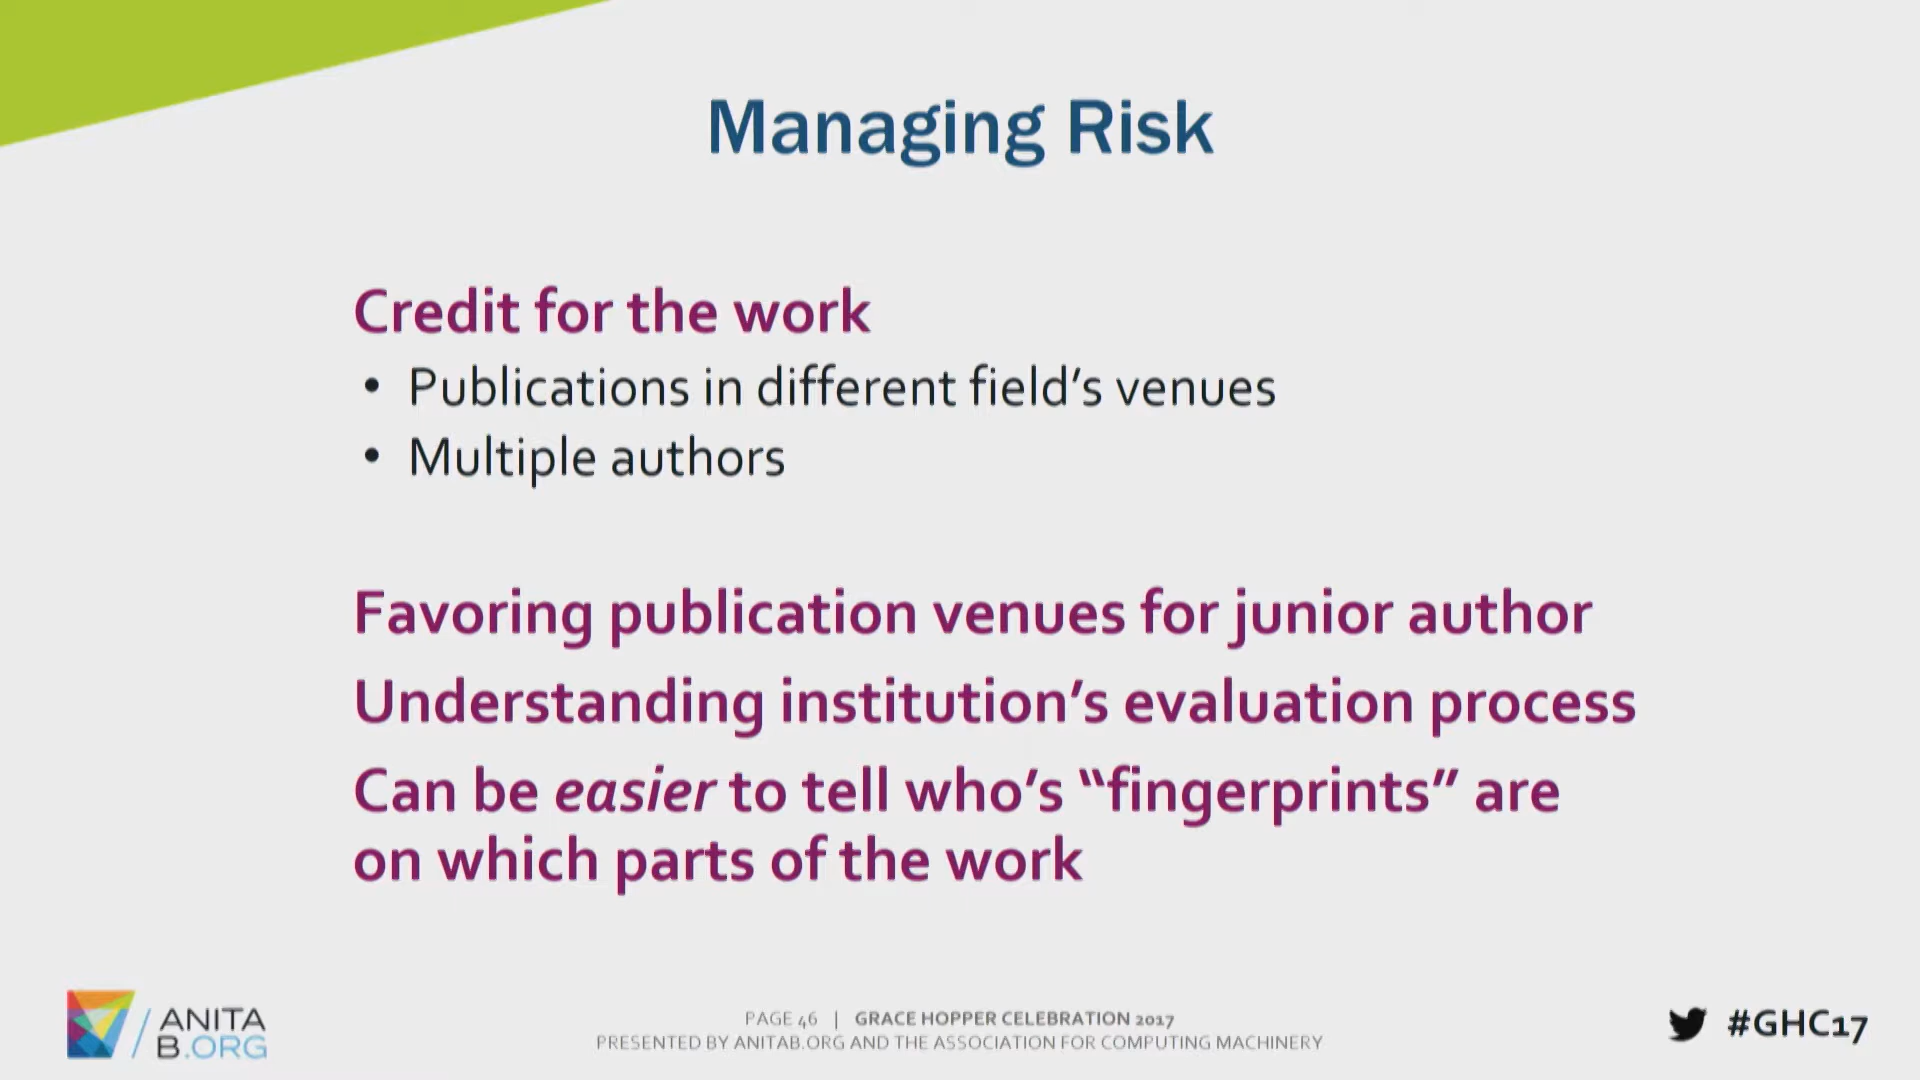 Managing Risk
Credit for the work
• Publications in different field’s venues
• Multiple authors
Favoring publication venues for junior author
Understanding institution’s evaluation process
Can be easier to tell who’s “fingerprints” are
on which parts of the work
ANITA
B.ORG
PAGE 46 | GRACE HOPPER CELEBRATION 2017
PRESENTED BY ANITAB.ORG AND THE ASSOCIATION FOR COMPUTING MACHINERY
#GHC17